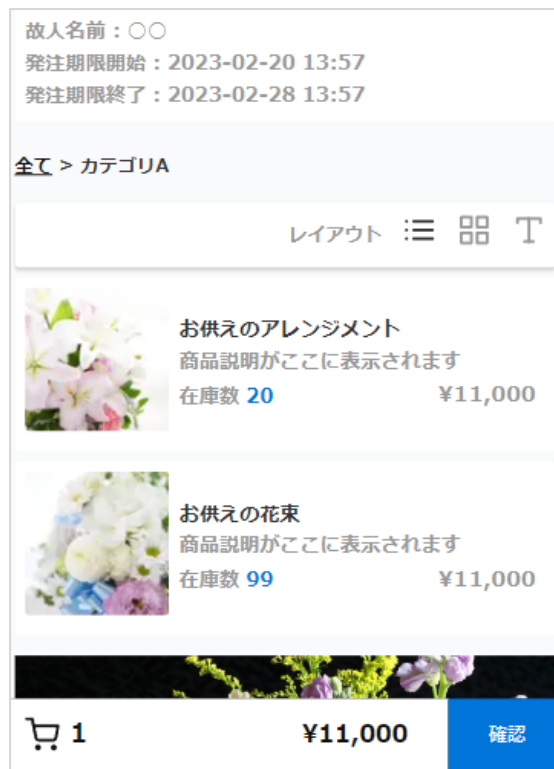 故人名前：○○
発注期限開始：2023-02-20 13:57
発注期限終了：2023-02-28 13:57
全て > カテゴリA
レイアウト
お供えのアレンジメント
商品説明がここに表示されます
在庫数 20 ¥11,000
お供えの花束
商品説明がここに表示されます
在庫数 99 ¥11,000
1 ¥11,000 確認